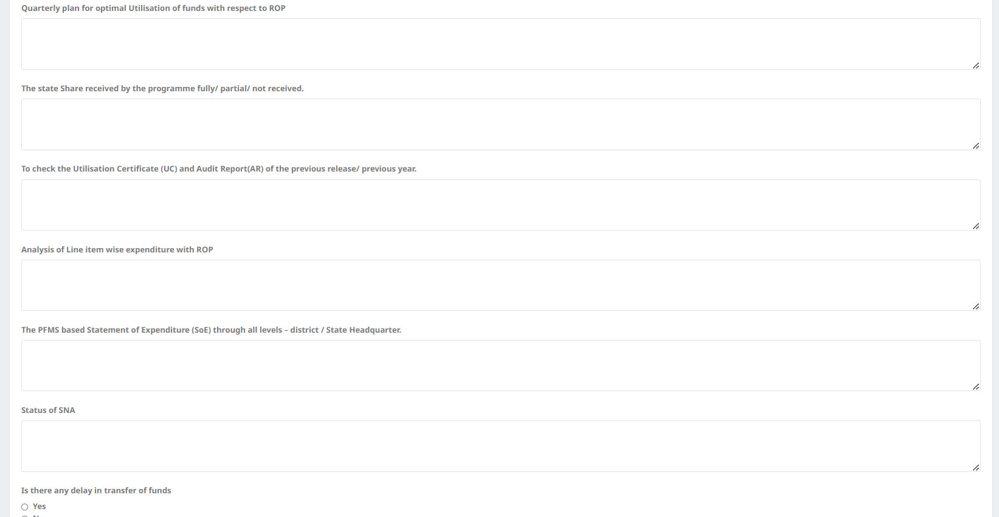 Quarterly plan for optimal Utilisation of funds with respect to ROP
The state Share received by the programme fully/ partial/ not received.
To check the Utilisation Certificate (UC) and Audit Report(AR) of the previous release/ previous year.
Analysis of Line item wise expenditure with ROP
The PFMS based Statement of Expenditure (SoE) through all levels – district / State Headquarter.
Status of SNA
Is there any delay in transfer of funds
Yes